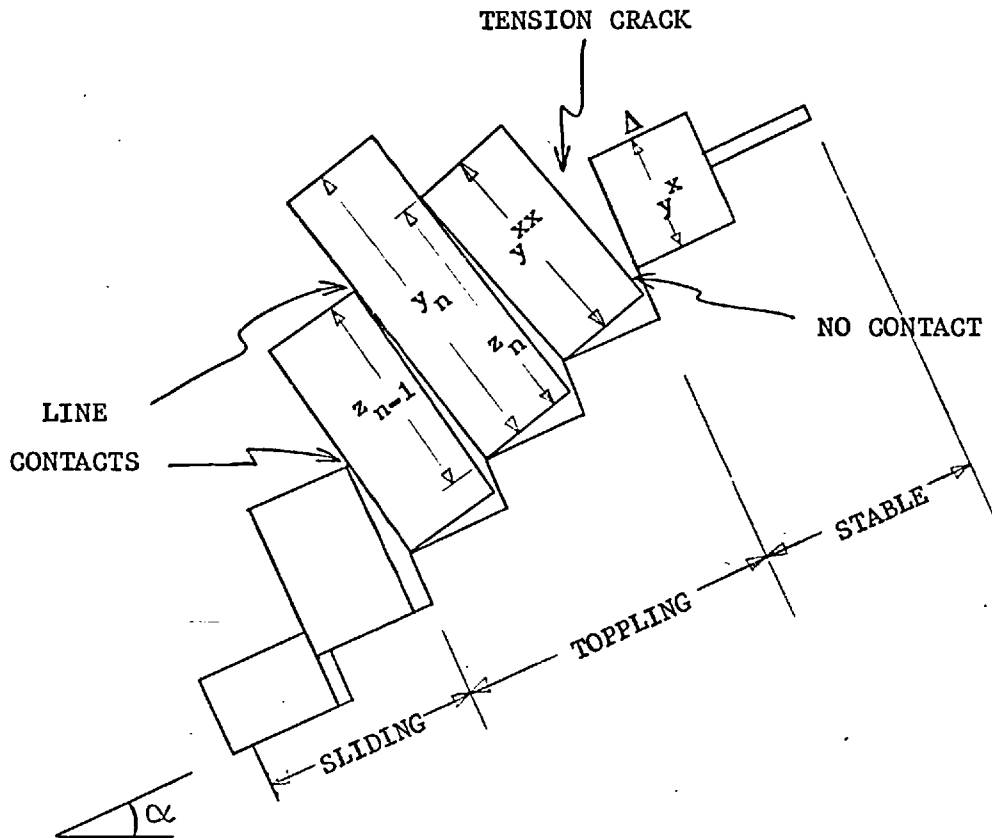 TENSION CRACK
Δ
y^x
y^xx
y_n
z_n
z_n-1
NO CONTACT
LINE
CONTACTS
STABLE
TOPPLING
SLIDING
α